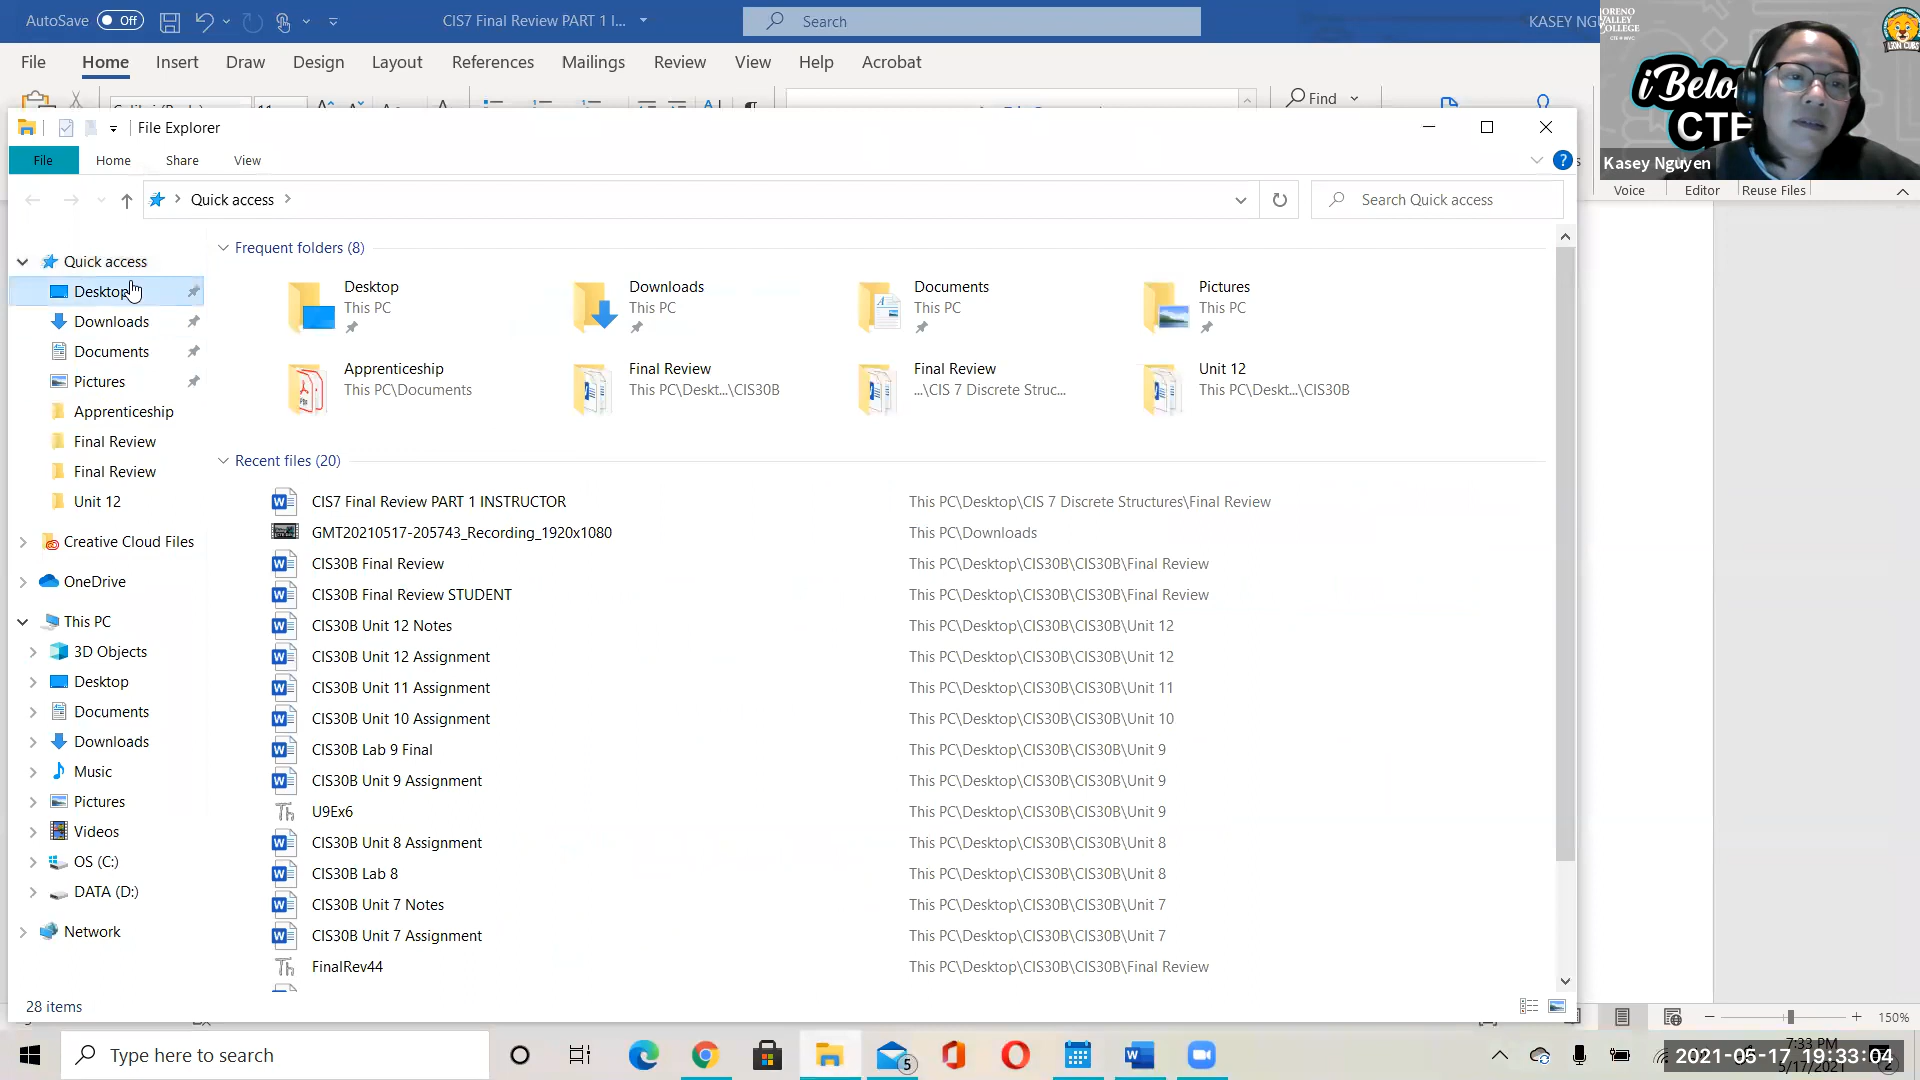 AutoSave Off CIS7 Final Review PART 1 I... Search KASEY
File Home Insert Draw Design Layout References Mailings Review View Help Acrobat
Find
iBelo
CTE
Kasey Nguyen
Voice Editor Reuse Files
File Explorer
File Home Share View
Quick access Search Quick access
Quick access
Desktop
Downloads
Documents
Pictures
Apprenticeship
Final Review
Final Review
Unit 12
Creative Cloud Files
OneDrive
This PC
3D Objects
Desktop
Documents
Downloads
Music
Pictures
Videos
OS (C:)
DATA (D:)
Network
Frequent folders (8)
Desktop
This PC
Downloads
This PC
Documents
This PC
Pictures
This PC
Apprenticeship
This PC\Documents
Final Review
This PC\Deskt...\CIS30B
Final Review
...\CIS 7 Discrete Struc...
Unit 12
This PC\Deskt...\CIS30B
Recent files (20)
CIS7 Final Review PART 1 INSTRUCTOR This PC\Desktop\CIS 7 Discrete Structures\Final Review
GMT20210517-205743_Recording_1920x1080 This PC\Downloads
CIS30B Final Review This PC\Desktop\CIS30B\CIS30B\Final Review
CIS30B Final Review STUDENT This PC\Desktop\CIS30B\CIS30B\Final Review
CIS30B Unit 12 Notes This PC\Desktop\CIS30B\CIS30B\Unit 12
CIS30B Unit 12 Assignment This PC\Desktop\CIS30B\CIS30B\Unit 12
CIS30B Unit 11 Assignment This PC\Desktop\CIS30B\CIS30B\Unit 11
CIS30B Unit 10 Assignment This PC\Desktop\CIS30B\CIS30B\Unit 10
CIS30B Lab 9 Final This PC\Desktop\CIS30B\CIS30B\Unit 9
CIS30B Unit 9 Assignment This PC\Desktop\CIS30B\CIS30B\Unit 9
U9Ex6 This PC\Desktop\CIS30B\CIS30B\Unit 9
CIS30B Unit 8 Assignment This PC\Desktop\CIS30B\CIS30B\Unit 8
CIS30B Lab 8 This PC\Desktop\CIS30B\CIS30B\Unit 8
CIS30B Unit 7 Notes This PC\Desktop\CIS30B\CIS30B\Unit 7
CIS30B Unit 7 Assignment This PC\Desktop\CIS30B\CIS30B\Unit 7
FinalRev44 This PC\Desktop\CIS30B\CIS30B\Final Review
28 items
150%
Type here to search
5
2021-05-17 19:33:04